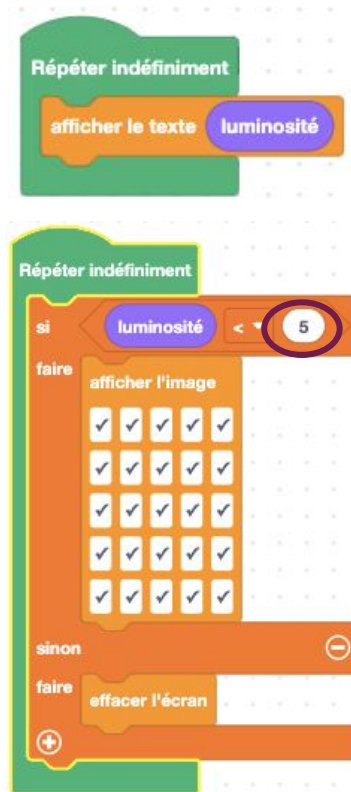 Répéter indéfiniment
afficher le texte luminosité
Répéter indéfiniment
si luminosité < 5
faire
afficher l'image
sinon
faire
effacer l'écran